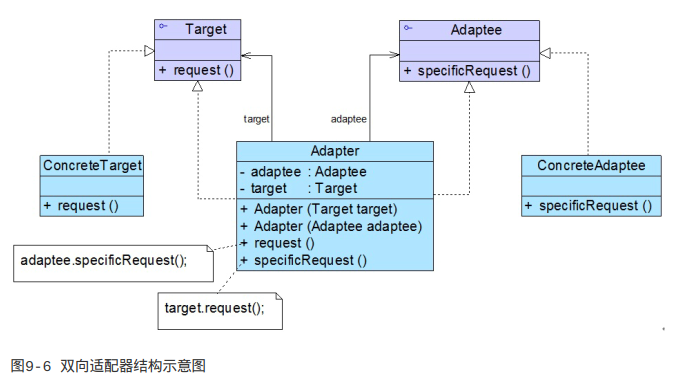 Target
+ request ()
Adaptee
+ specificRequest ()
target
adaptee
ConcreteTarget
+ request ()
Adapter
- adaptee : Adaptee
- target : Target
+ Adapter (Target target)
+ Adapter (Adaptee adaptee)
+ request ()
+ specificRequest ()
ConcreteAdaptee
+ specificRequest ()
adaptee.specificRequest();
target.request();
图9-6 双向适配器结构示意图